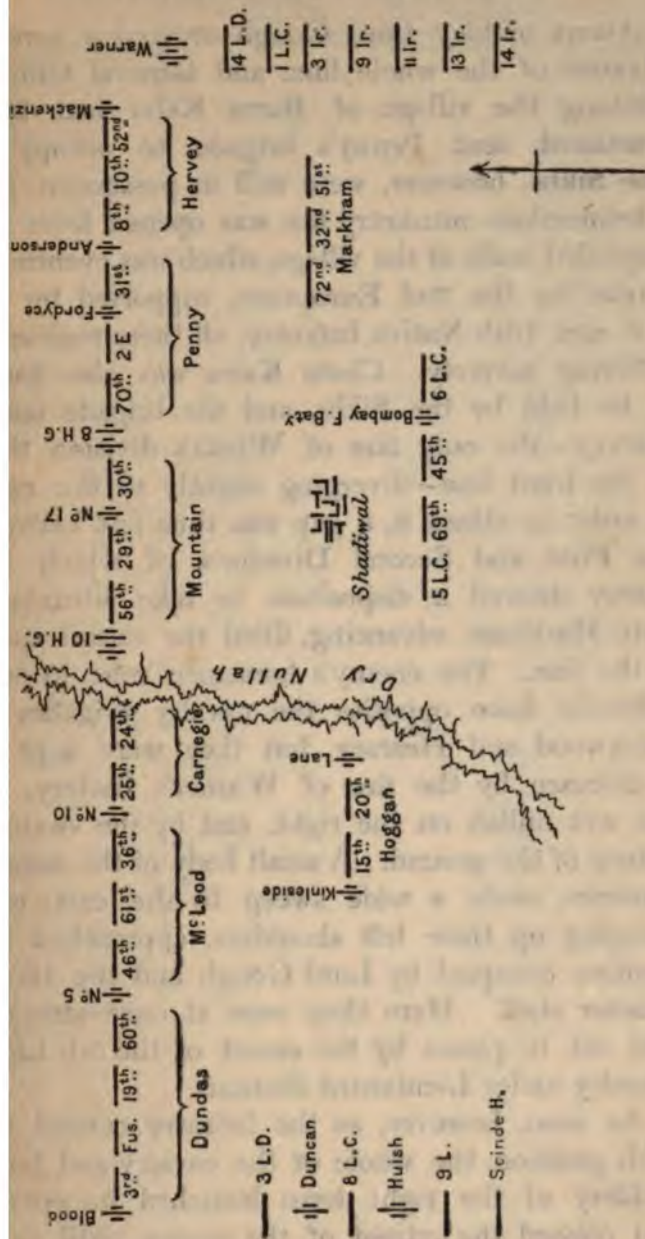 Blood
Nº 5
Nº 10
10 H.G.
Nº 17
8 H.G
Fordyce
Anderson
Mackenzi
Warner
3rd Fus. 19th 60th
46th 61st 36th
25th 24th
56th 29th 30th
70th 2 E 31st
8th 10th 52nd
Dundas
McLeod
Carnegie
Mountain
Penny
Hervey
14 L.D.
1 L.C.
3 Ir.
9 Ir.
11 Ir.
13 Ir.
14 Ir.
3 L.D.
Duncan
8 L.C.
Huish
9 L.
Scinde H.
Kinleside
15th 20th
Hoggan
Lane
Dry Nullah
Shadiwal
72nd 32nd 51st
Markham
5 L.C. 69th 45th
Bombay F. Baty
6 L.C.